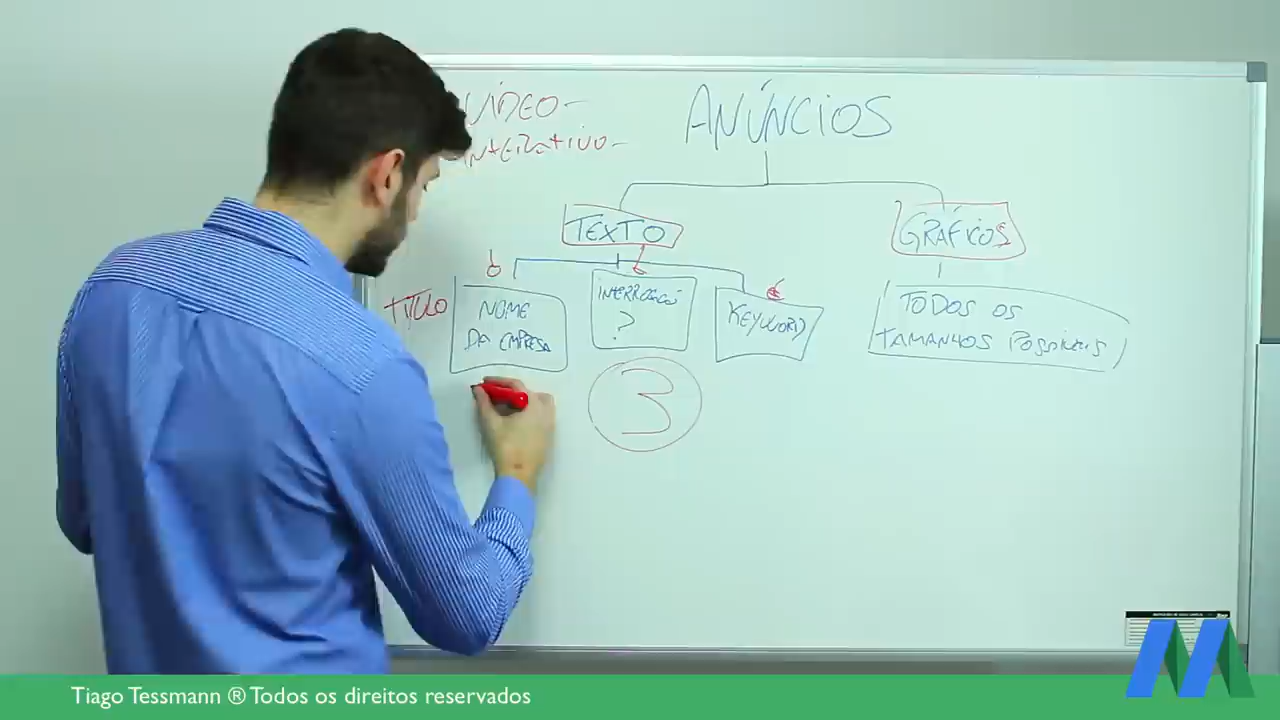 VÍDEO -
INTERATIVO -
ANÚNCIOS
TEXTO
GRÁFICOS
TÍTULO
NOME
DA EMPRESA
INTERROGAÇÃO
?
KEYWORD
TODOS OS
TAMANHOS POSSÍVEIS
3
Tiago Tessmann ® Todos os direitos reservados